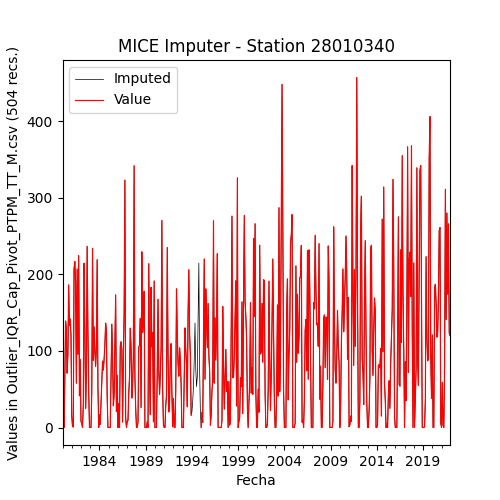 MICE Imputer - Station 28010340
Values in Outlier_IQR_Cap_Pivot_PTPM_TT_M.csv (504 recs.)
Imputed
Value
400
300
200
100
0
1984 1989 1994 1999 2004 2009 2014 2019
Fecha